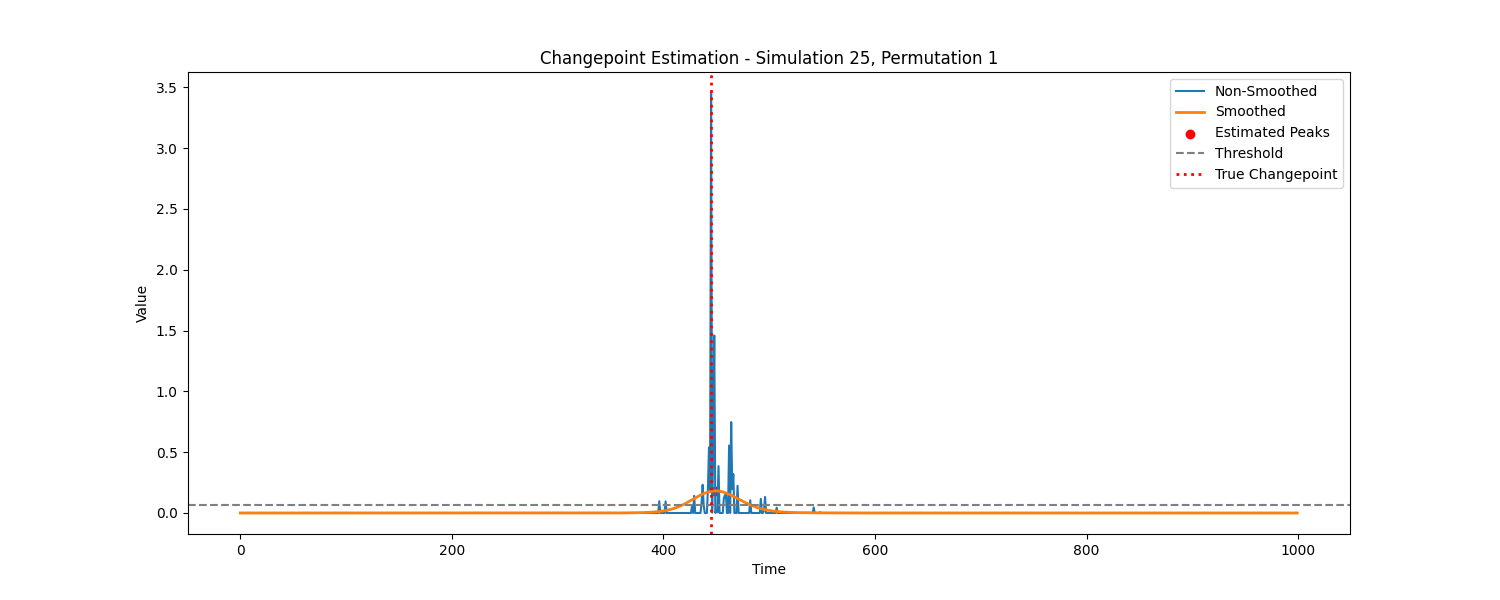 Changepoint Estimation - Simulation 25, Permutation 1
3.5
3.0
2.5
2.0
1.5
1.0
0.5
0.0
Value
0 200 400 600 800 1000
Time
Non-Smoothed
Smoothed
Estimated Peaks
Threshold
True Changepoint